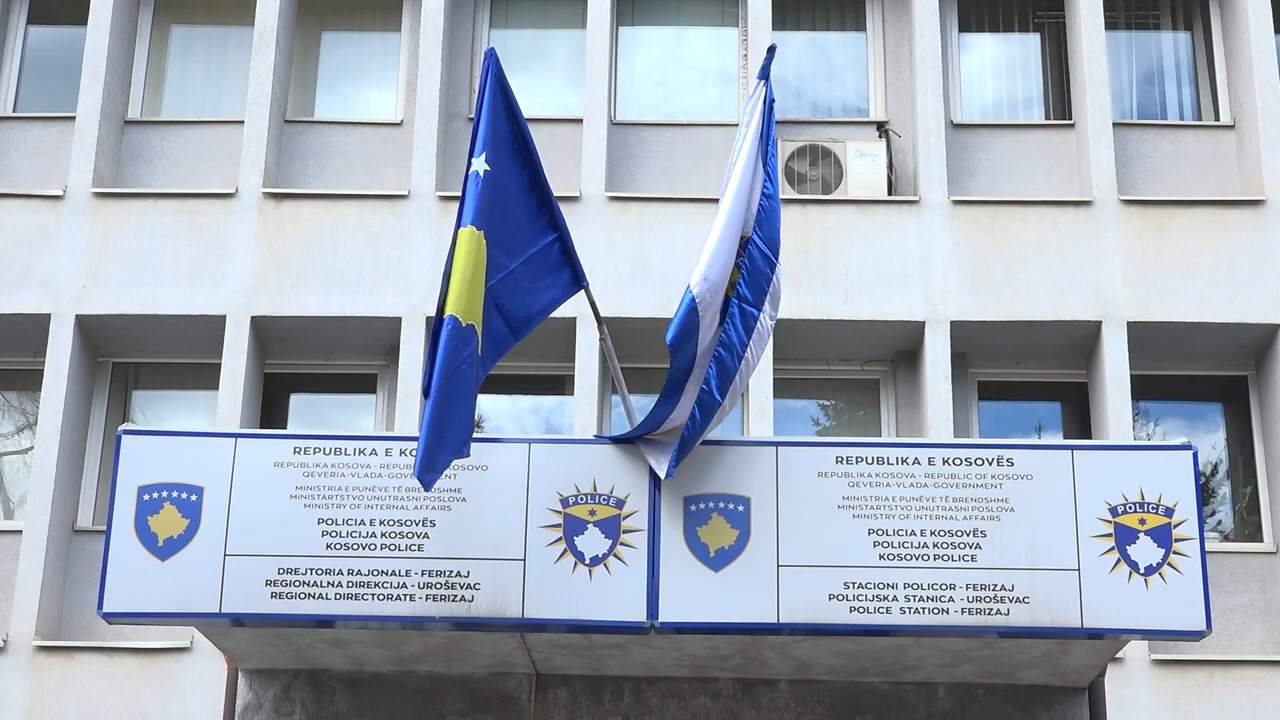 REPUBLIKA E KO
REPUBLIKA KOSOVA - REPUB KOSOVO
QEVERIA-VLADA-GOVERNMENT
MINISTRIA E PUNËVE TË BRENDSHME
MINISTARTSTVO UNUTRASNI POSLOVA
MINISTRY OF INTERNAL AFFAIRS
POLICIA E KOSOVËS
POLICIJA KOSOVA
KOSOVO POLICE
DREJTORIA RAJONALE - FERIZAJ
REGIONALNA DIREKCIJA - UROŠEVAC
REGIONAL DIRECTORATE - FERIZAJ
POLICE
REPUBLIKA E KOSOVËS
REPUBLIKA KOSOVA - REPUBLIC OF KOSOVO
QEVERIA-VLADA-GOVERNMENT
MINISTRIA E PUNËVE TË BRENDSHME
MINISTARTSTVO UNUTRASNI POSLOVA
MINISTRY OF INTERNAL AFFAIRS
POLICIA E KOSOVËS
POLICIJA KOSOVA
KOSOVO POLICE
STACIONI POLICOR - FERIZAJ
POLICIJSKA STANICA - UROŠEVAC
POLICE STATION - FERIZAJ
POLICE